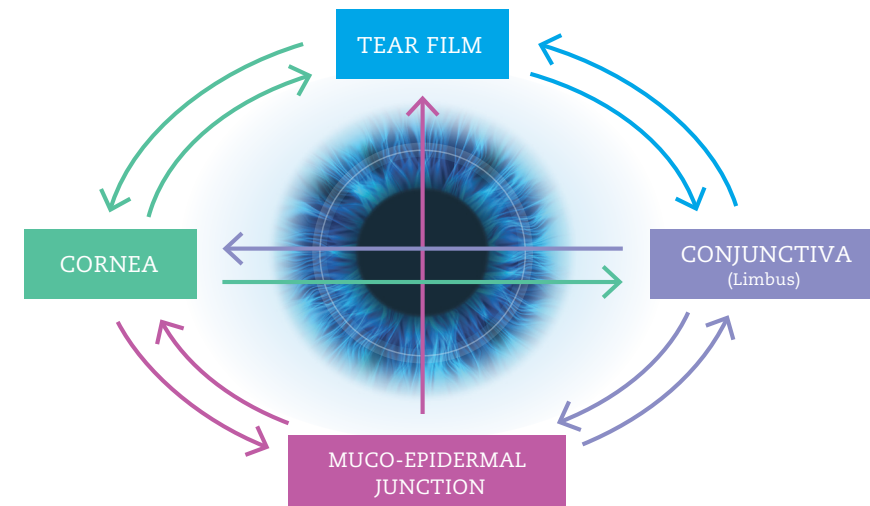 TEAR FILM
CORNEA
CONJUNCTIVA
(Limbus)
MUCO-EPIDERMAL
JUNCTION